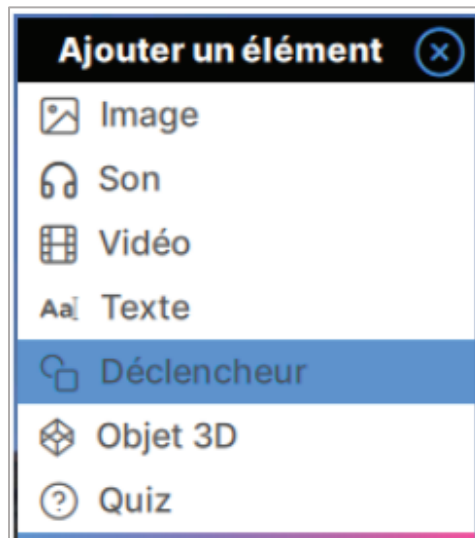 Ajouter un élément
Image
Son
Vidéo
Aa Texte
Déclencheur
Objet 3D
? Quiz